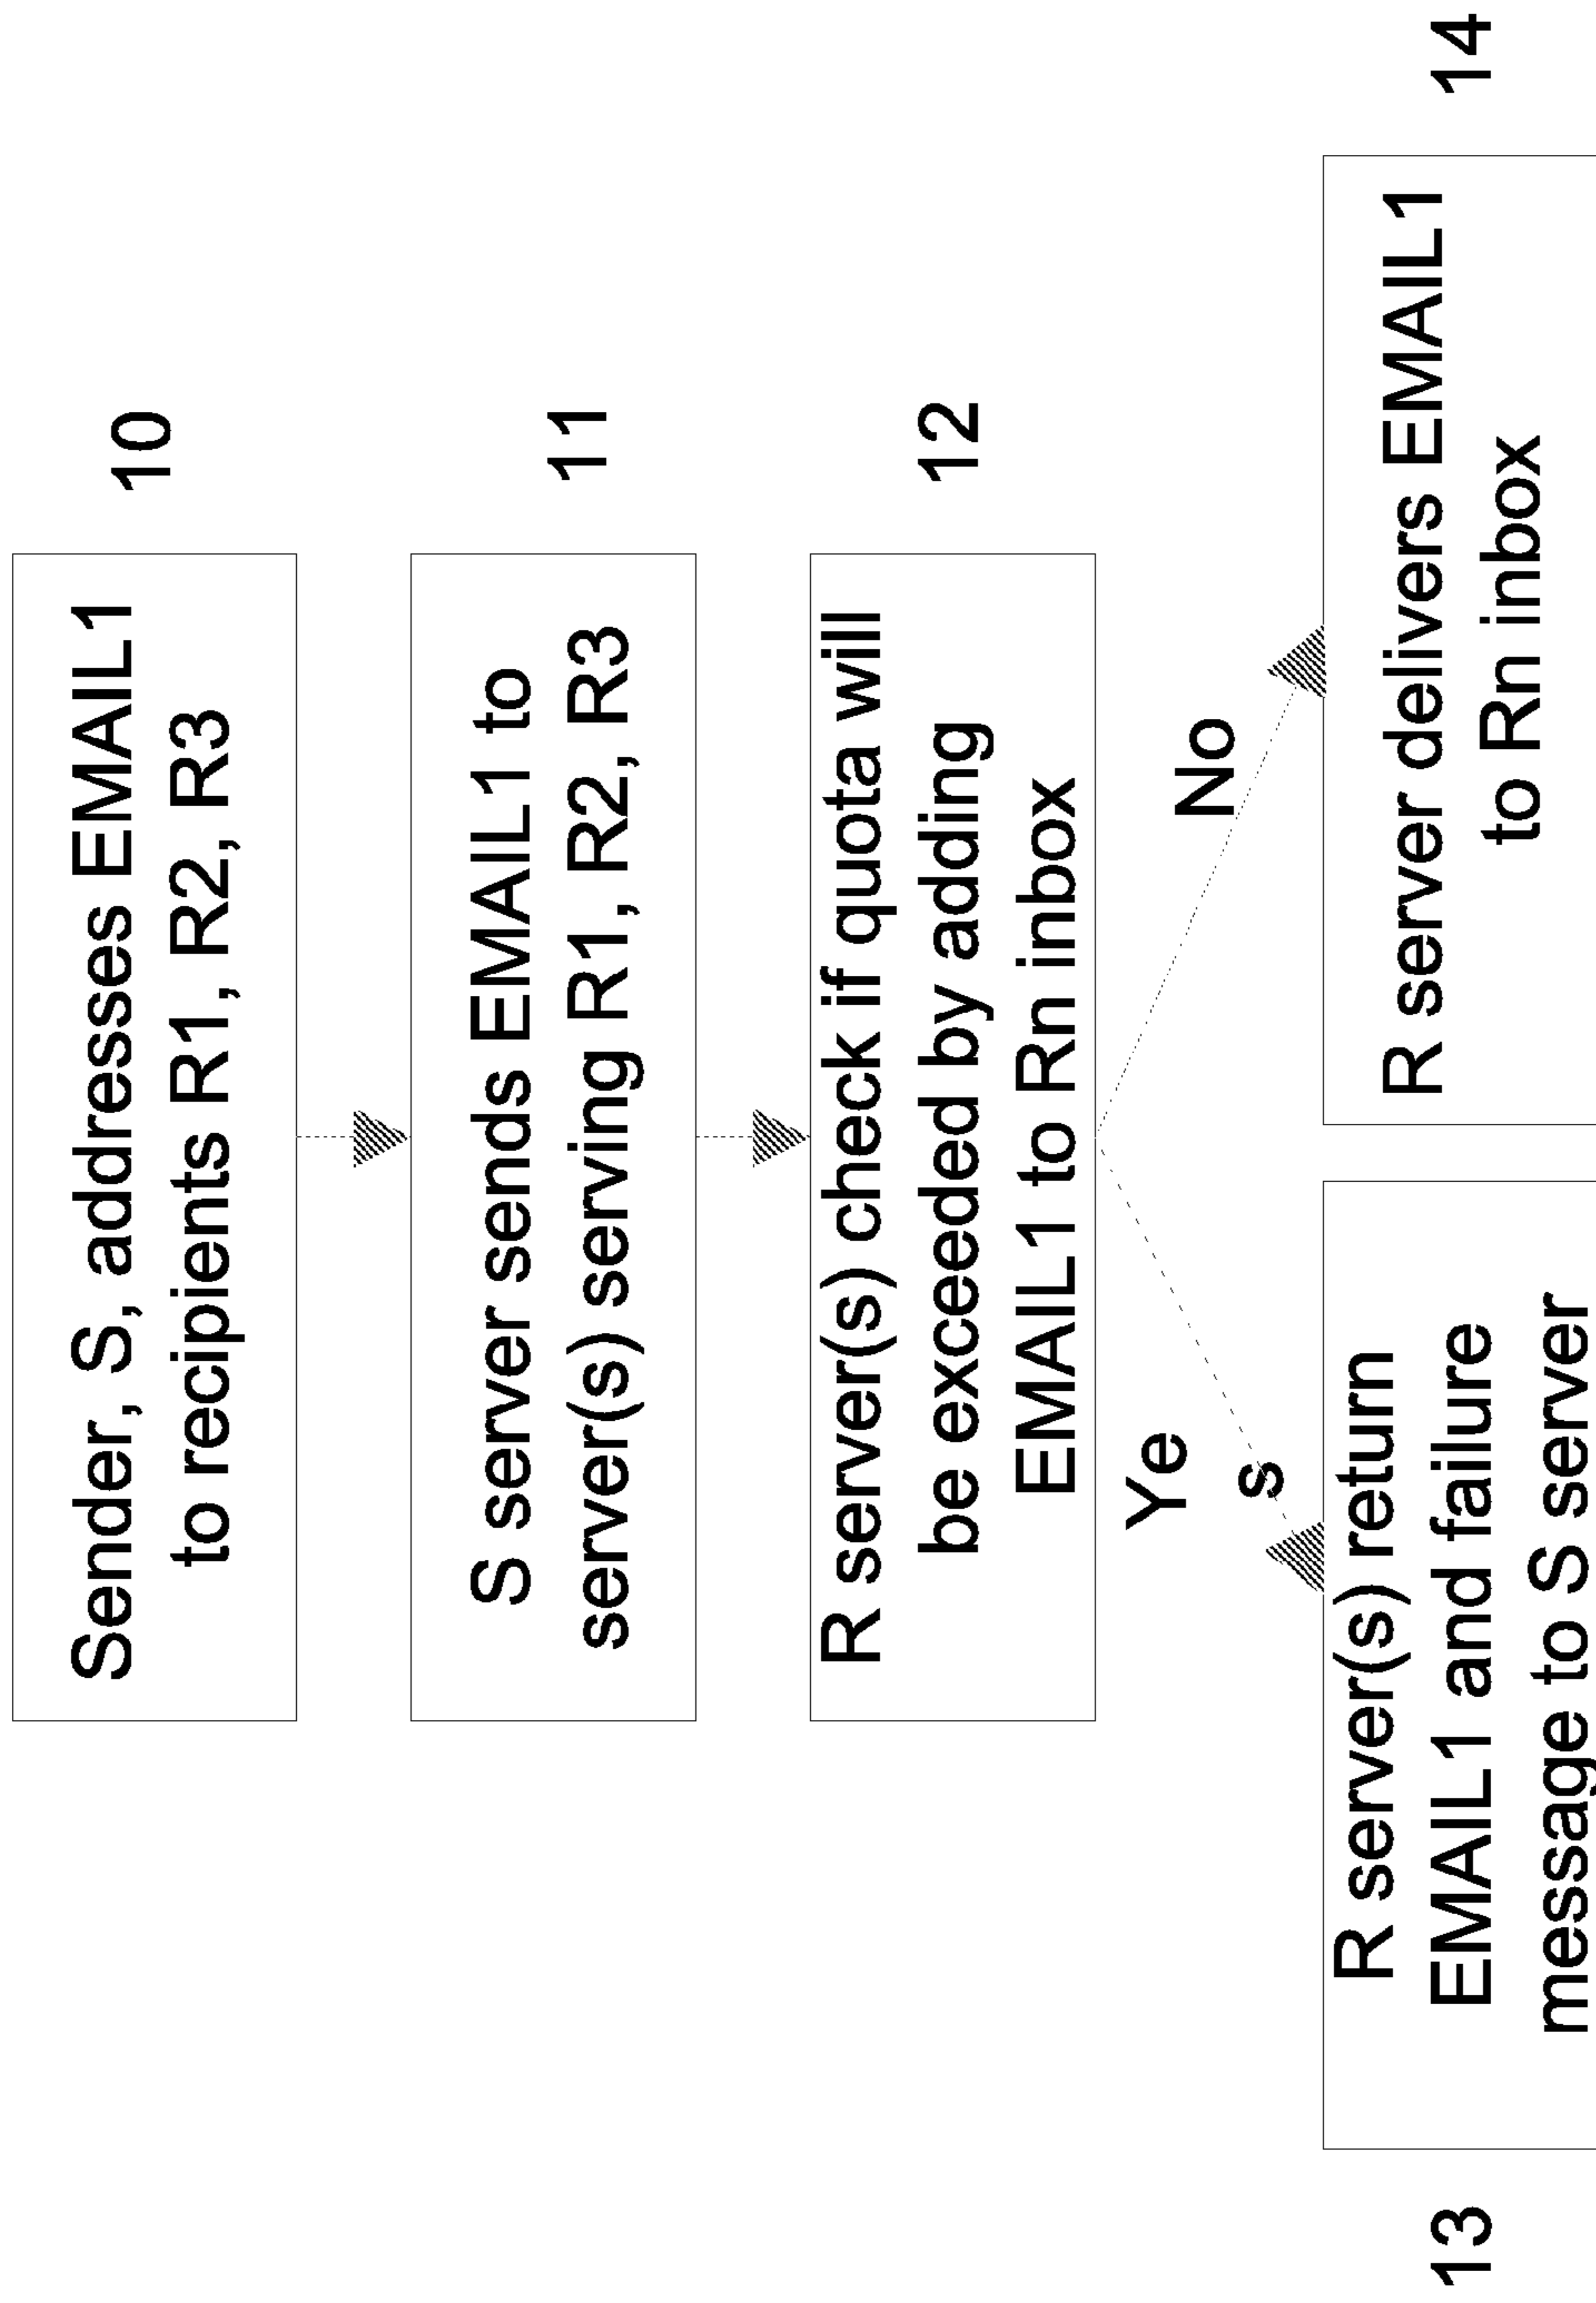 Sender, S, addresses EMAIL1
to recipients R1, R2, R3
10
S server sends EMAIL1 to
server(s) serving R1, R2, R3
11
R server(s) check if quota will
be exceeded by adding
EMAIL1 to Rn inbox
12
Ye
s
No
13
R server(s) return
EMAIL1 and failure
message to S server
R server delivers EMAIL1
to Rn inbox
14